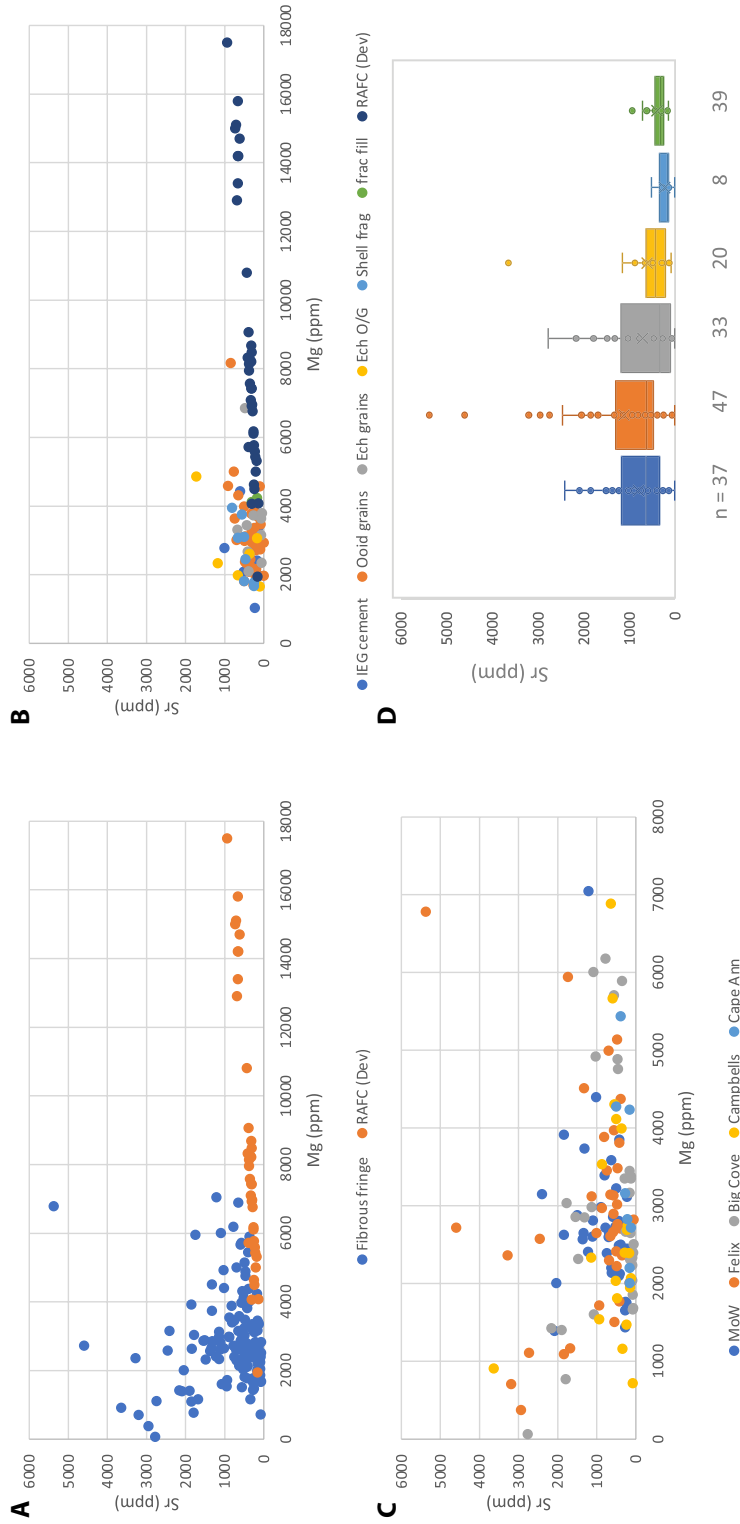 A
Sr (ppm)
6000
5000
4000
3000
2000
1000
0
0 2000 4000 6000 8000 10000 12000 14000 16000 18000
Mg (ppm)
Fibrous fringe RAFC (Dev)
B
Sr (ppm)
6000
5000
4000
3000
2000
1000
0
0 2000 4000 6000 8000 10000 12000 14000 16000 18000
Mg (ppm)
IEG cement Ooid grains Ech grains Ech O/G Shell frag frac fill RAFC (Dev)
C
Sr (ppm)
6000
5000
4000
3000
2000
1000
0
0 1000 2000 3000 4000 5000 6000 7000 8000
Mg (ppm)
MoW Felix Big Cove Campbells Cape Ann
D
Sr (ppm)
6000
5000
4000
3000
2000
1000
0
n = 37 47 33 20 8 39